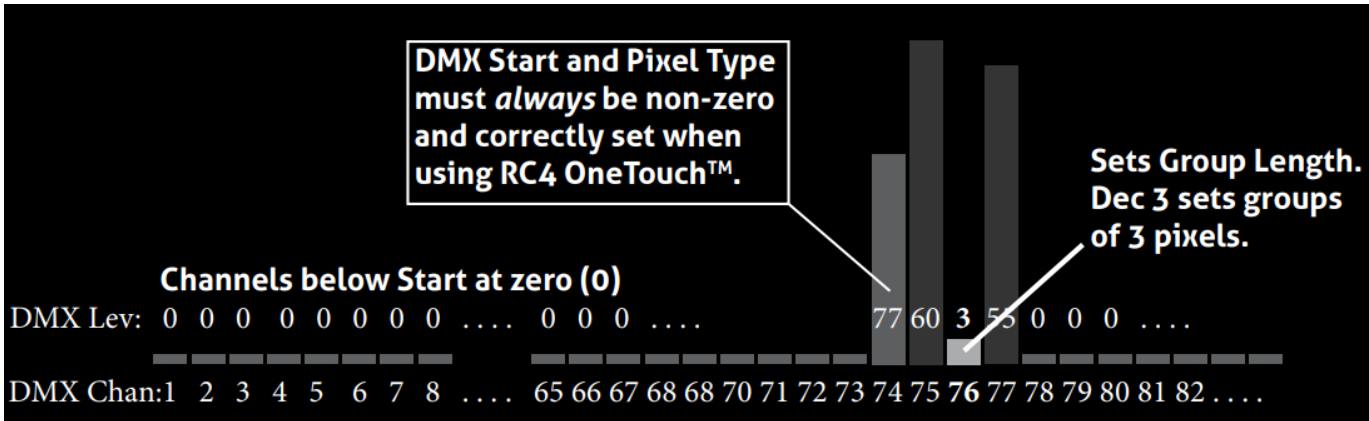 DMX Start and Pixel Type
must always be non-zero
and correctly set when
using RC4 OneTouch™.
Sets Group Length.
Dec 3 sets groups
of 3 pixels.
Channels below Start at zero (0)
DMX Lev: 0 0 0 0 0 0 0 0 .... 0 0 0 .... 77 60 3 55 0 0 0 ....
DMX Chan:1 2 3 4 5 6 7 8 .... 65 66 67 68 68 70 71 72 73 74 75 76 77 78 79 80 81 82 ....